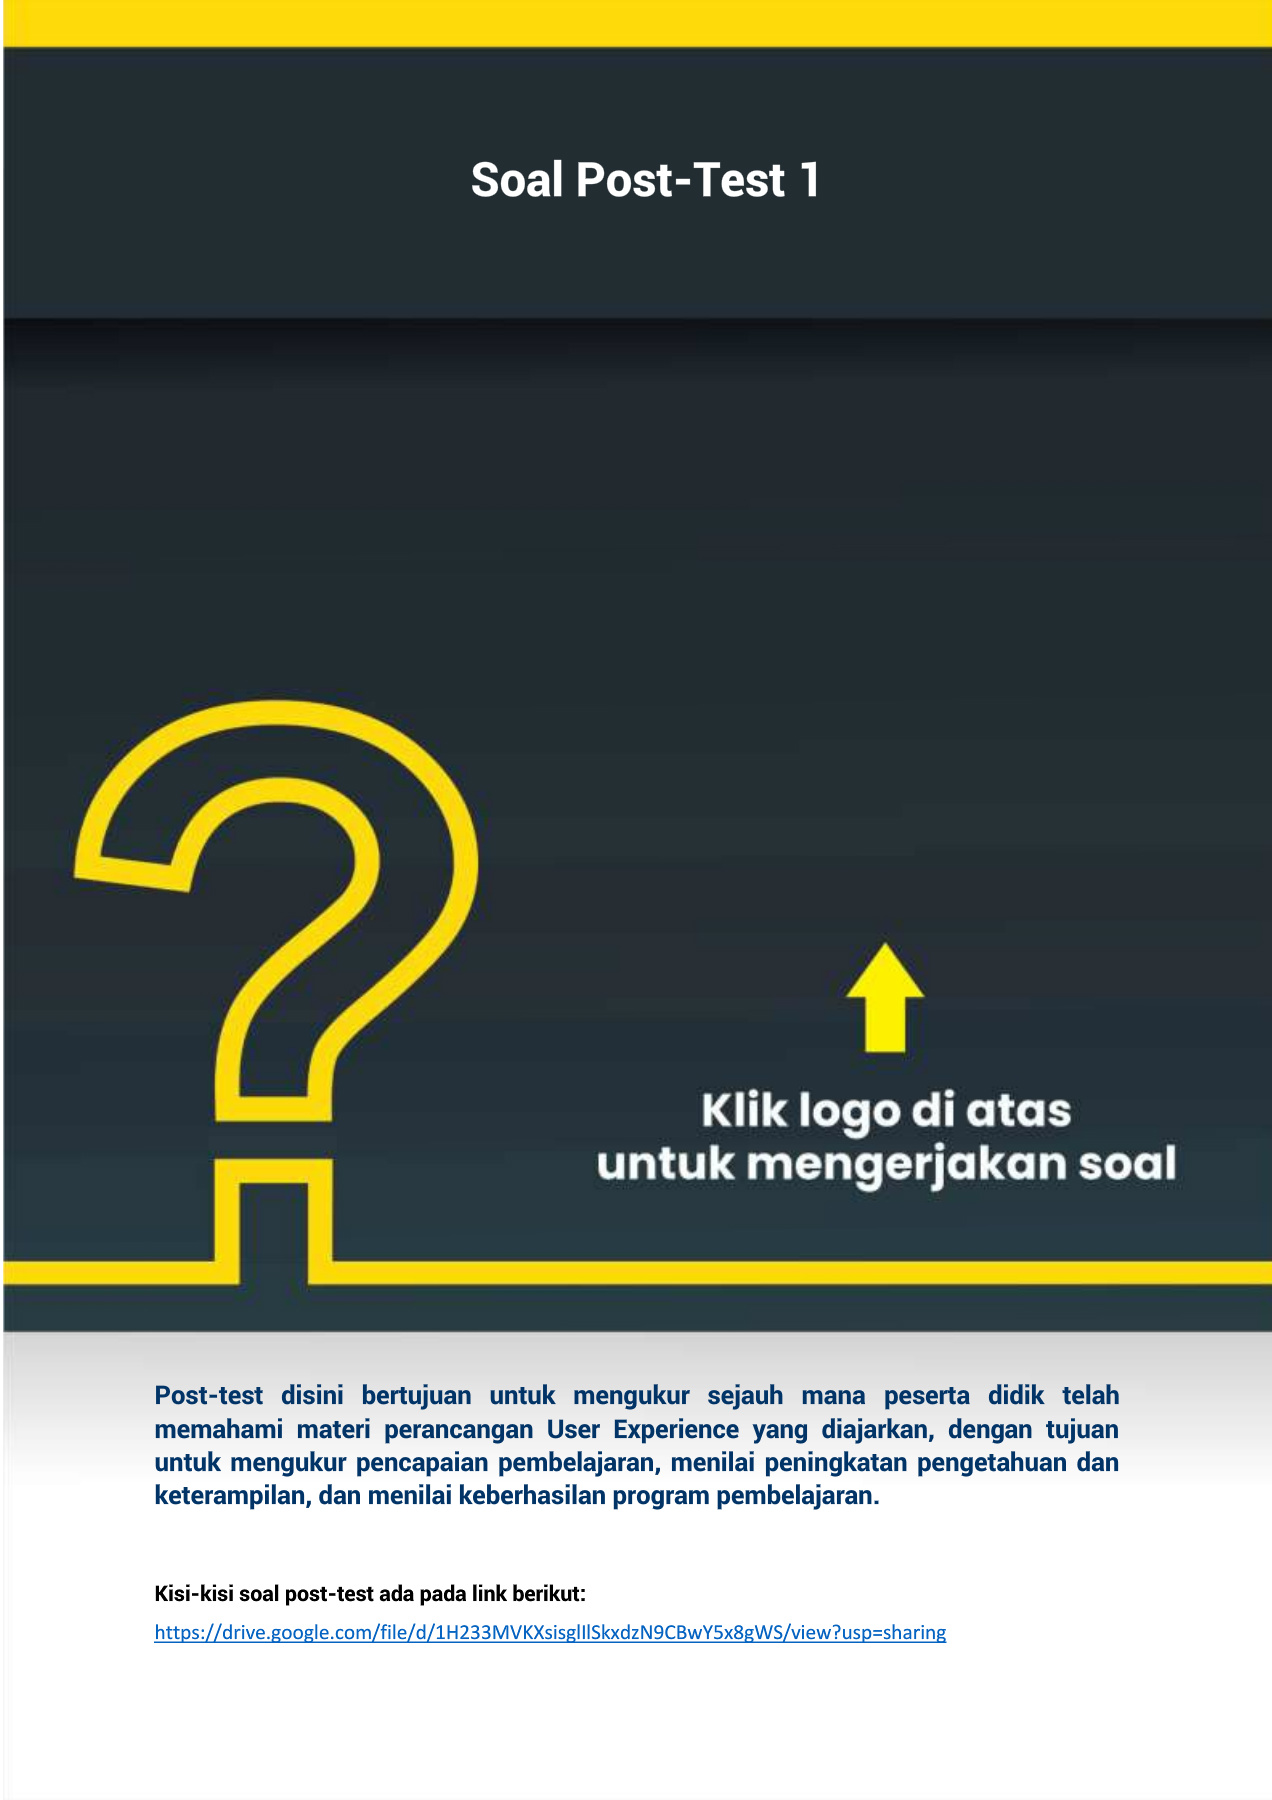 Soal Post-Test 1
Klik logo di atas
untuk mengerjakan soal
Post-test disini bertujuan untuk mengukur sejauh mana peserta didik telah
memahami materi perancangan User Experience yang diajarkan, dengan tujuan
untuk mengukur pencapaian pembelajaran, menilai peningkatan pengetahuan dan
keterampilan, dan menilai keberhasilan program pembelajaran.
Kisi-kisi soal post-test ada pada link berikut:
https://drive.google.com/file/d/1H233MVKXsisglIlSkxdzN9CBwY5x8gWS/view?usp=sharing